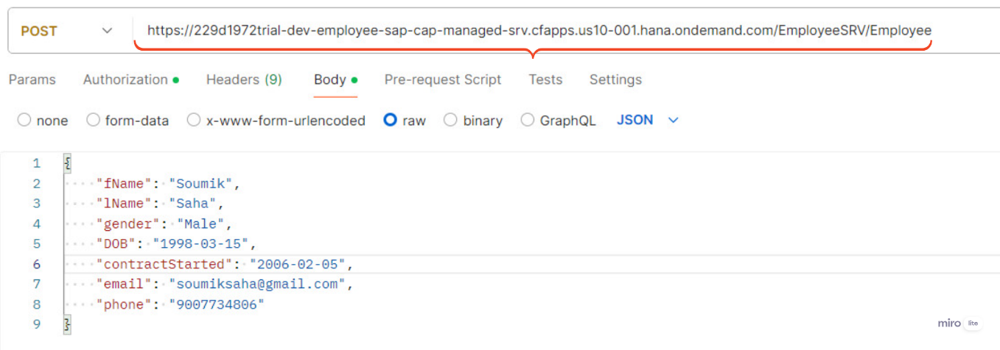 POST https://229d1972trial-dev-employee-sap-cap-managed-srv.cfapps.us10-001.hana.ondemand.com/EmployeeSRV/Employee
Params Authorization Headers (9) Body Pre-request Script Tests Settings
none form-data x-www-form-urlencoded raw binary GraphQL JSON
1 {
2 "fName": "Soumik",
3 "lName": "Saha",
4 "gender": "Male",
5 "DOB": "1998-03-15",
6 "contractStarted": "2006-02-05",
7 "email": "soumiksaha@gmail.com",
8 "phone": "9007734806"
9 }
miro lite